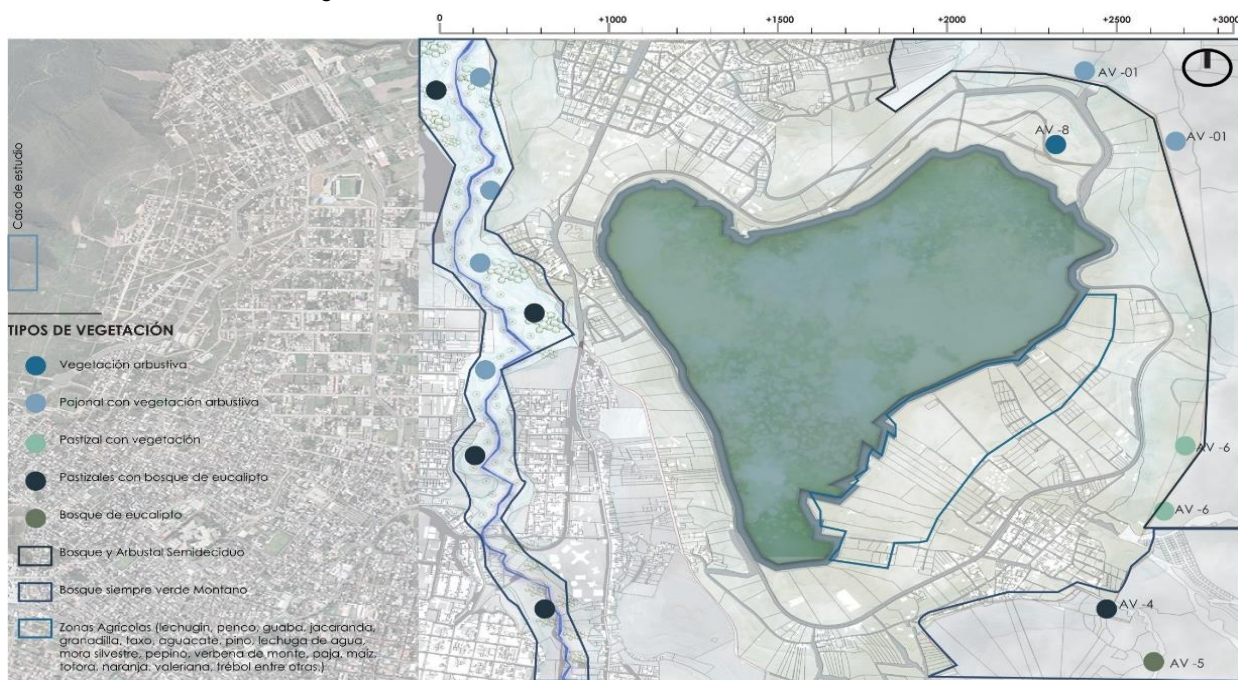 0 +1000 +1500 +2000 +2500 +3000
Caso de estudio
AV -01
AV -8
AV -01
TIPOS DE VEGETACIÓN
Vegetación arbustiva
Pajonal con vegetación arbustiva
Pastizal con vegetación
Pastizales con bosque de eucalipto
Bosque de eucalipto
Bosque y Arbustal Semideciduo
Bosque siempre verde Montano
Zonas Agrícolas (lechugin, penco, guaba, jacaranda,
granadilla, taxo, aguacate, pino, lechuga de agua,
mora silvestre, pepino, verbena de monte, paja, maíz,
totora, naranja, valeriana, trébol entre otras.)
AV -6
AV -6
AV -4
AV -5